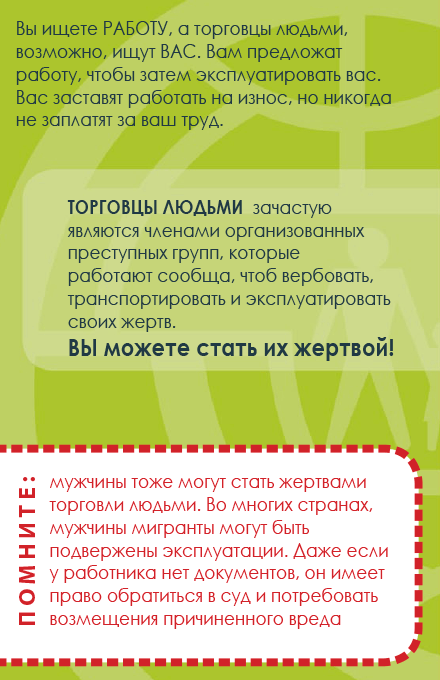 Вы ищете РАБОТУ, а торговцы людьми,
возможно, ищут ВАС. Вам предложат
работу, чтобы затем эксплуатировать вас.
Вас заставят работать на износ, но никогда
не заплатят за ваш труд.
ТОРГОВЦЫ ЛЮДЬМИ зачастую
являются членами организованных
преступных групп, которые
работают сообща, чтоб вербовать,
транспортировать и эксплуатировать
своих жертв.
ВЫ можете стать их жертвой!
ПОМНИТЕ:
мужчины тоже могут стать жертвами
торговли людьми. Во многих странах,
мужчины мигранты могут быть
подвержены эксплуатации. Даже если
у работника нет документов, он имеет
право обратиться в суд и потребовать
возмещения причиненного вреда